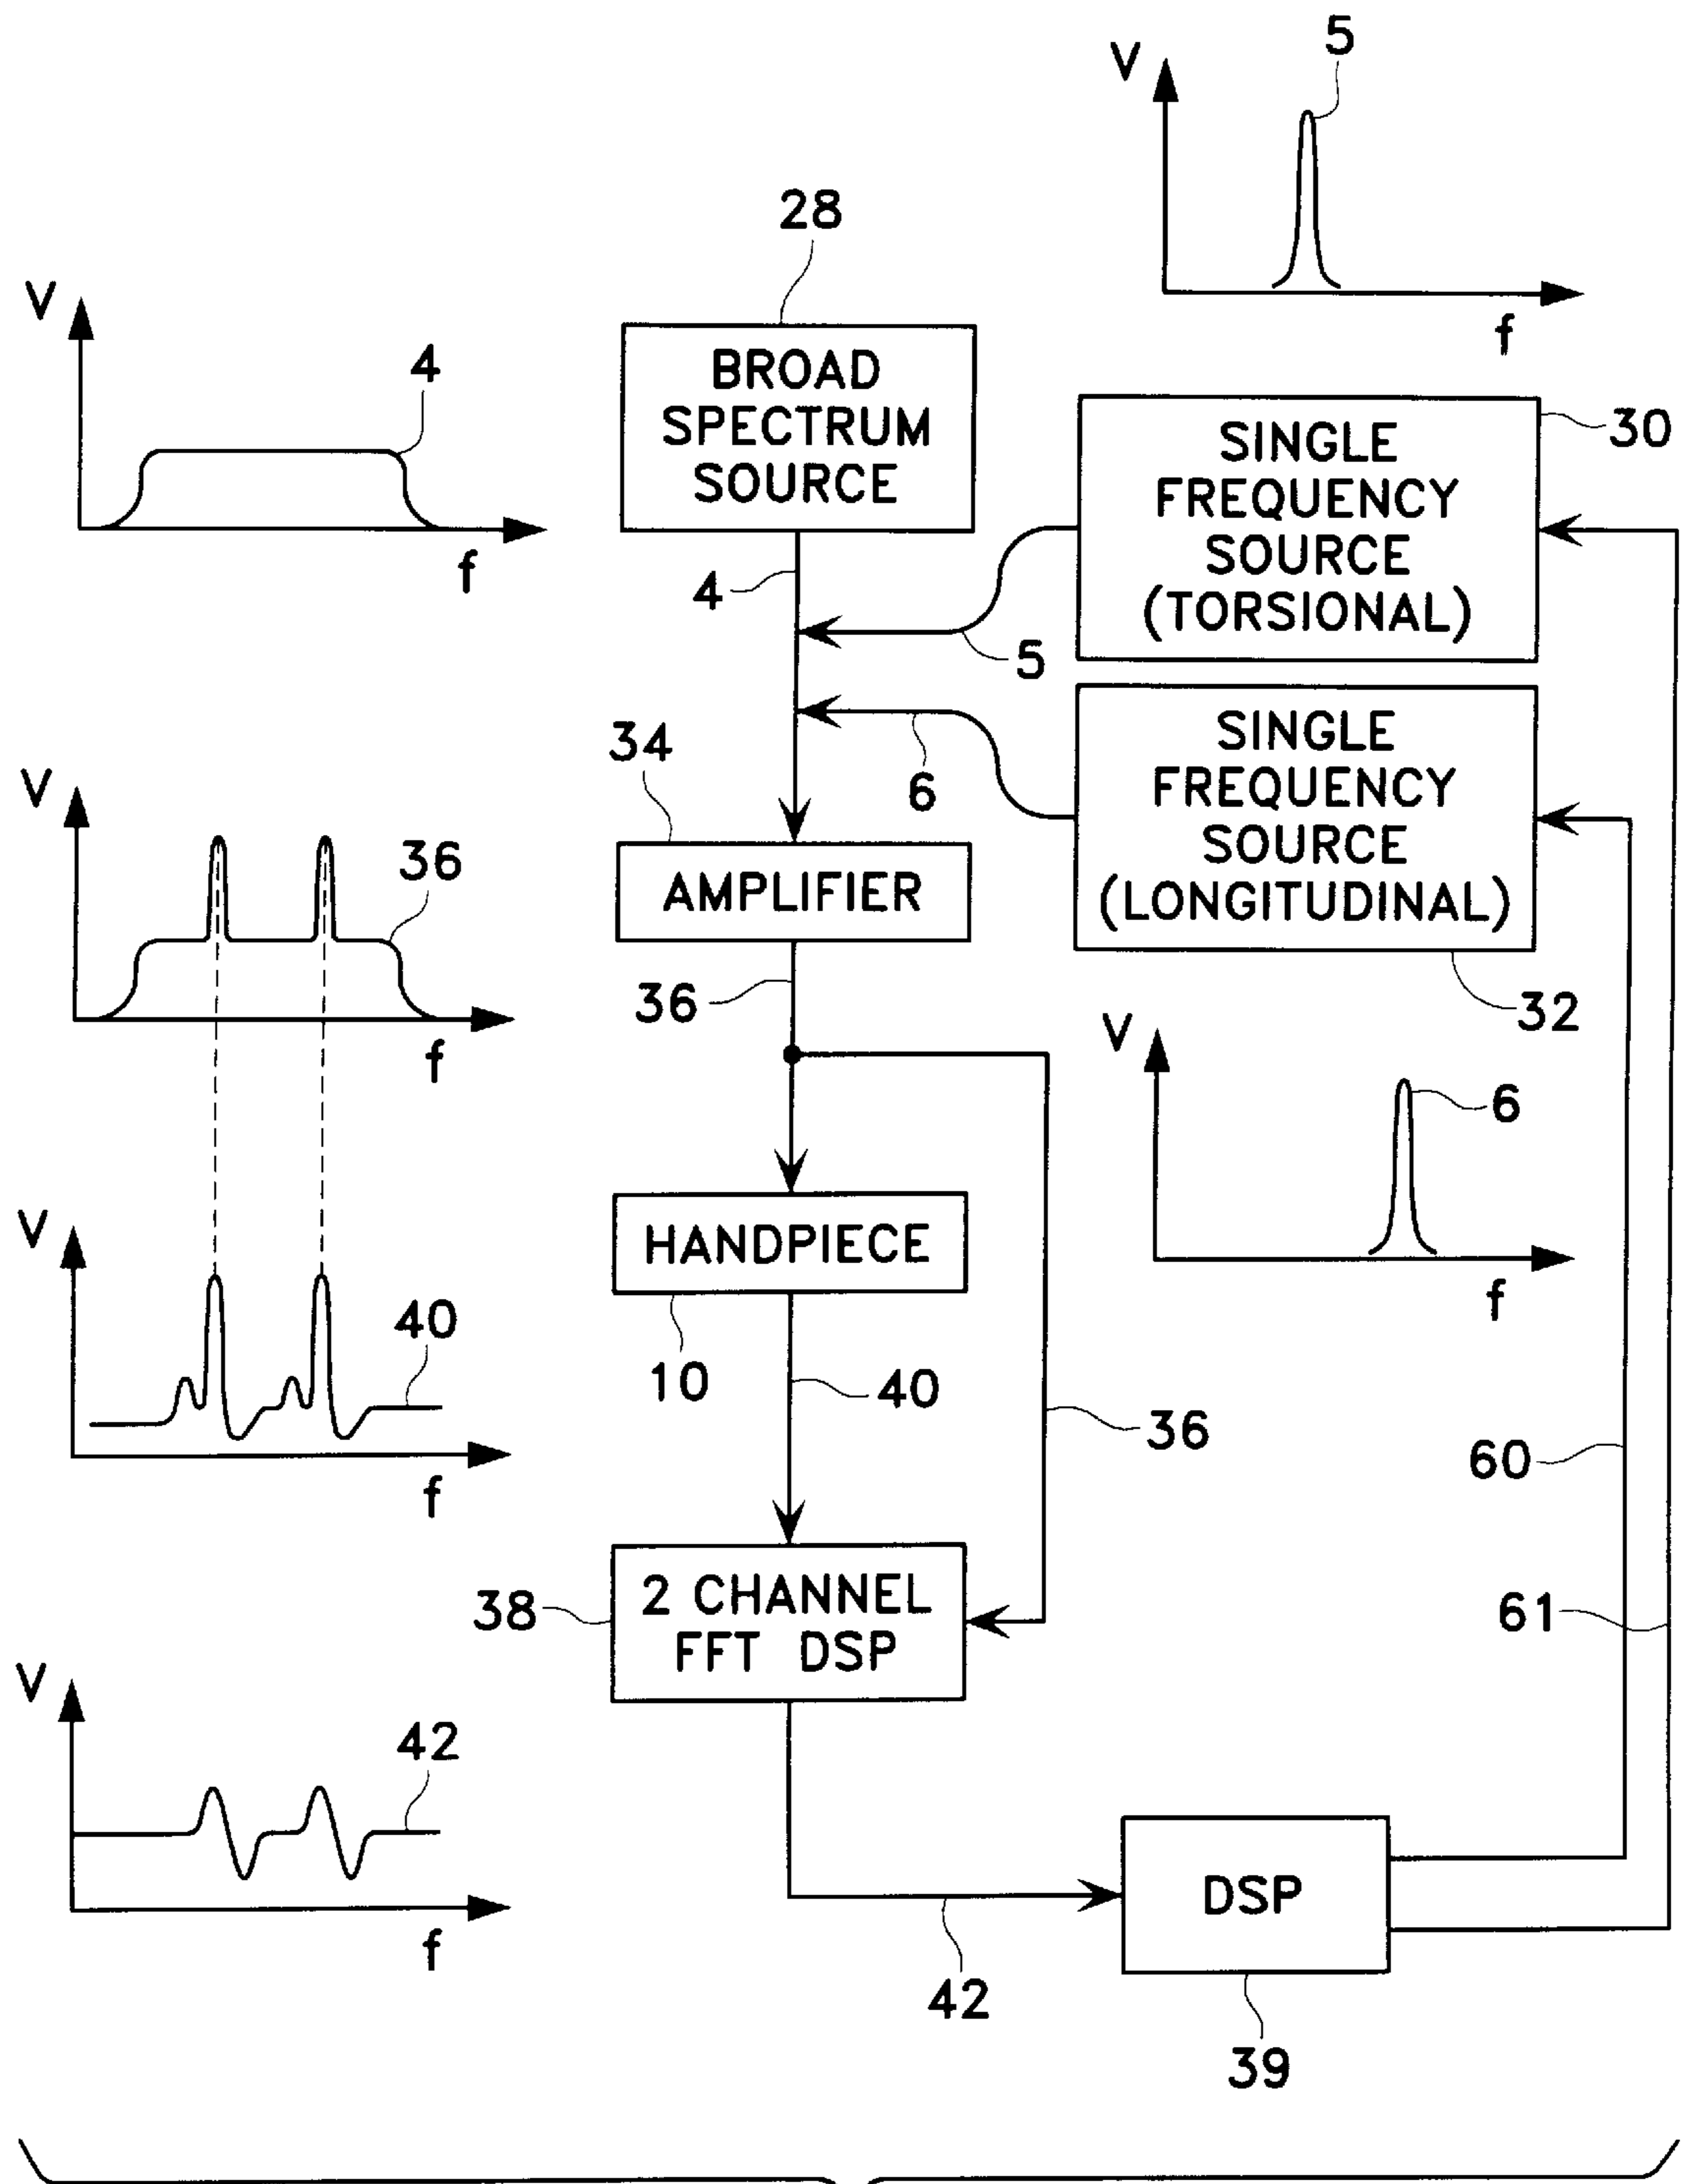 V
5
f
28
BROAD
SPECTRUM
SOURCE
V
4
f
SINGLE
FREQUENCY
SOURCE
(TORSIONAL)
30
4
5
6
SINGLE
FREQUENCY
SOURCE
(LONGITUDINAL)
32
34
AMPLIFIER
V
36
f
36
V
6
f
HANDPIECE
10
V
40
f
40
36
60
61
38
2 CHANNEL
FFT DSP
V
42
f
DSP
42
39